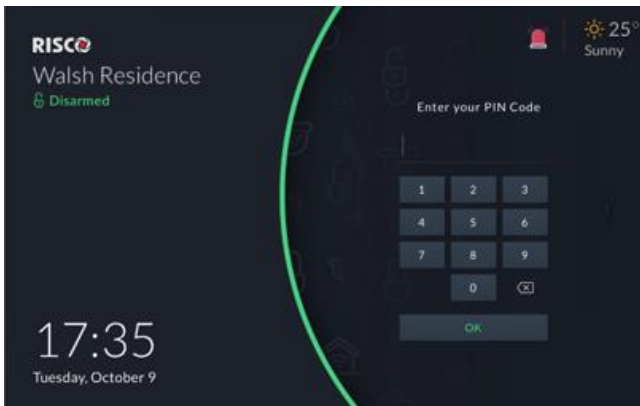 RISCO
Walsh Residence
Disarmed
25°
Sunny
Enter your PIN Code
1 2 3
4 5 6
7 8 9
0
OK
17:35
Tuesday, October 9